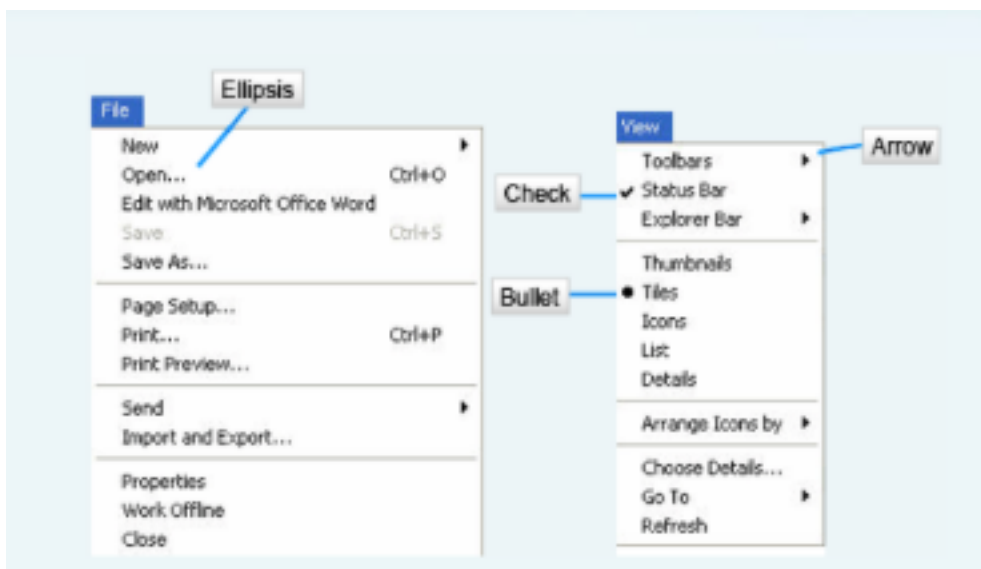 Ellipsis
File
New
Open... Ctrl+O
Edit with Microsoft Office Word
Save Ctrl+S
Save As...
Page Setup...
Print... Ctrl+P
Print Preview...
Send
Import and Export...
Properties
Work Offline
Close
View
Arrow
Toolbars
Check
Status Bar
Explorer Bar
Thumbnails
Bullet
Tiles
Icons
List
Details
Arrange Icons by
Choose Details...
Go To
Refresh